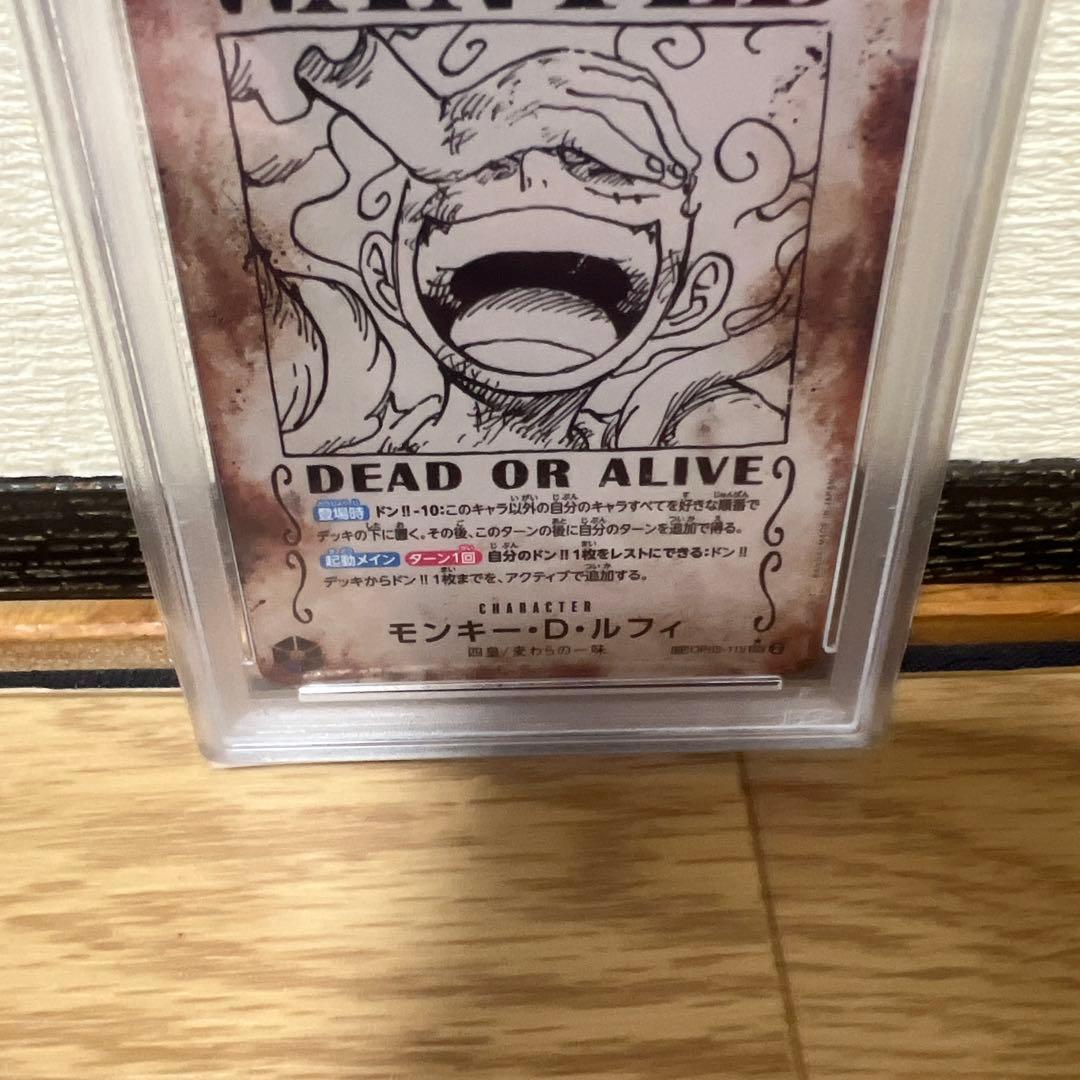 WANTED
DEAD OR ALIVE
登場時 ドン!!-10:このキャラ以外の自分のキャラすべてを好きな順番で
デッキの下に置く。その後、このターンの後に自分のターンを追加で得る。
起動メイン ターン1回 自分のドン!!1枚をレストにできる:ドン!!
デッキからドン!!1枚までを、アクティブで追加する。
CHARACTER
モンキー・D・ルフィ
四皇/麦わらの一味